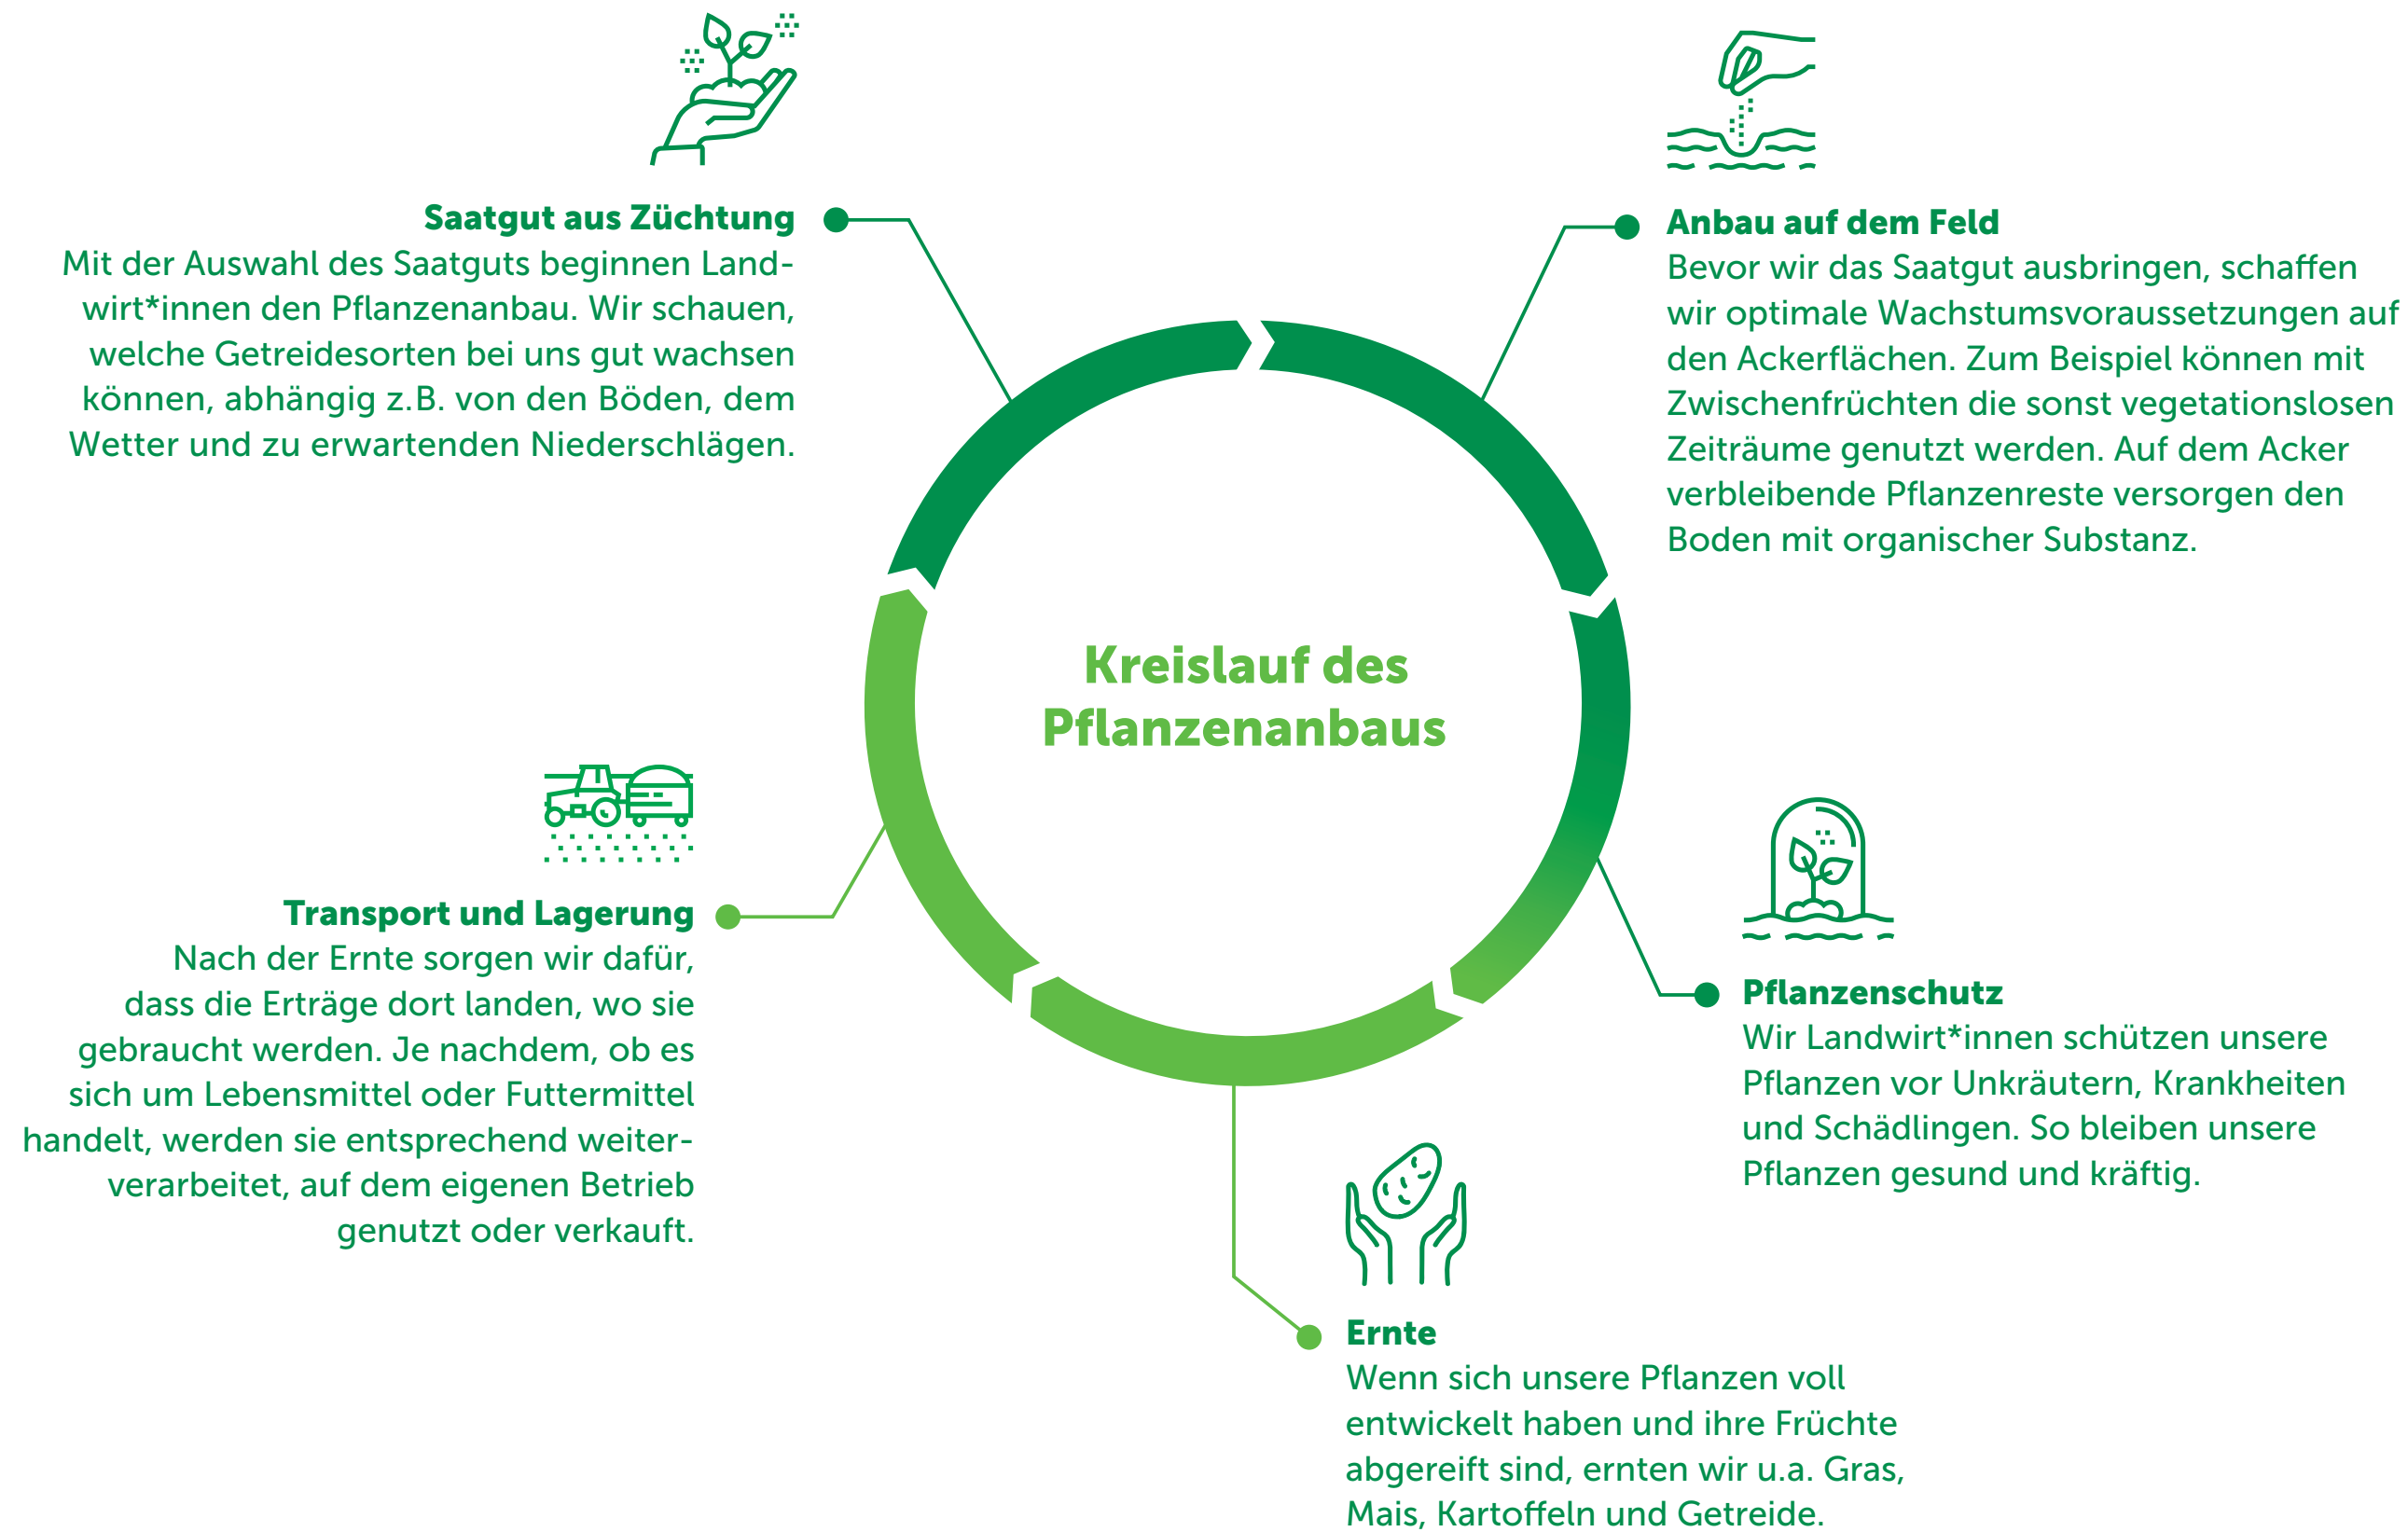 Saatgut aus Züchtung
Mit der Auswahl des Saatguts beginnen Land-
wirt*innen den Pflanzenanbau. Wir schauen,
welche Getreidesorten bei uns gut wachsen
können, abhängig z.B. von den Böden, dem
Wetter und zu erwartenden Niederschlägen.
Anbau auf dem Feld
Bevor wir das Saatgut ausbringen, schaffen
wir optimale Wachstumsvoraussetzungen auf
den Ackerflächen. Zum Beispiel können mit
Zwischenfrüchten die sonst vegetationslosen
Zeiträume genutzt werden. Auf dem Acker
verbleibende Pflanzenreste versorgen den
Boden mit organischer Substanz.
Kreislauf des
Pflanzenanbaus
Pflanzenschutz
Wir Landwirt*innen schützen unsere
Pflanzen vor Unkräutern, Krankheiten
und Schädlingen. So bleiben unsere
Pflanzen gesund und kräftig.
Ernte
Wenn sich unsere Pflanzen voll
entwickelt haben und ihre Früchte
abgereift sind, ernten wir u.a. Gras,
Mais, Kartoffeln und Getreide.
Transport und Lagerung
Nach der Ernte sorgen wir dafür,
dass die Erträge dort landen, wo sie
gebraucht werden. Je nachdem, ob es
sich um Lebensmittel oder Futtermittel
handelt, werden sie entsprechend weiter-
verarbeitet, auf dem eigenen Betrieb
genutzt oder verkauft.